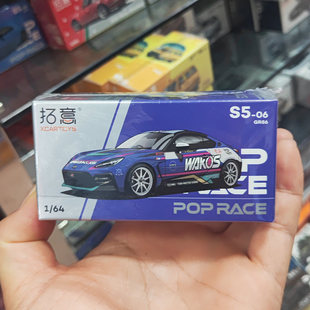 拓意
XCARTOYS
S5-06
GR86
WAKO'S
POP
RACE
1/64
POP RACE